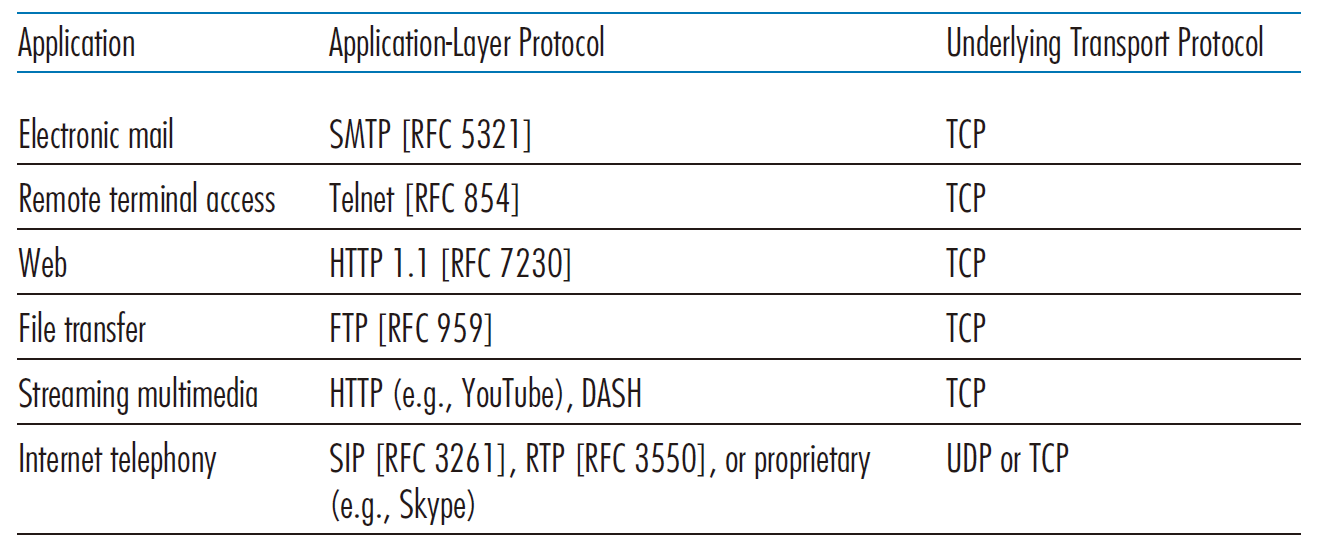 Application Application-Layer Protocol Underlying Transport Protocol
Electronic mail SMTP [RFC 5321] TCP
Remote terminal access Telnet [RFC 854] TCP
Web HTTP 1.1 [RFC 7230] TCP
File transfer FTP [RFC 959] TCP
Streaming multimedia HTTP (e.g., YouTube), DASH TCP
Internet telephony SIP [RFC 3261], RTP [RFC 3550], or proprietary UDP or TCP
(e.g., Skype)